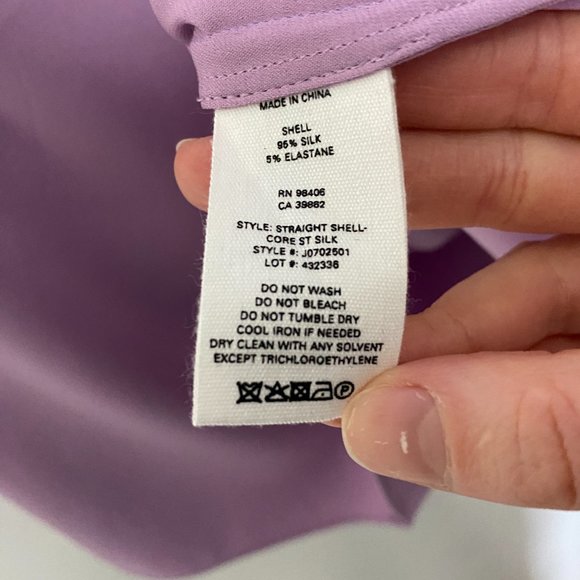 MADE IN CHINA
SHELL
95% SILK
5% ELASTANE
RN 98406
CA 39882
STYLE: STRAIGHT SHELL-
CORE ST SILK
STYLE #: J0702501
LOT #: 432336
DO NOT WASH
DO NOT BLEACH
DO NOT TUMBLE DRY
COOL IRON IF NEEDED
DRY CLEAN WITH ANY SOLVENT
EXCEPT TRICHLOROETHYLENE
P